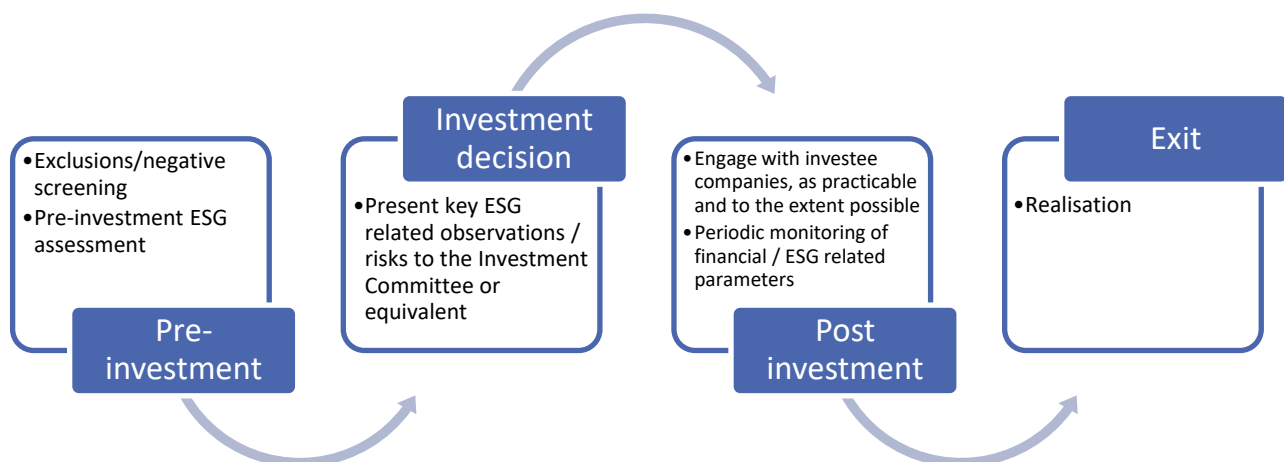 •Exclusions/negative
screening
•Pre-investment ESG
assessment
Pre-
investment
Investment
decision
•Present key ESG
related observations /
risks to the Investment
Committee or
equivalent
•Engage with investee
companies, as practicable
and to the extent possible
•Periodic monitoring of
financial / ESG related
parameters
Post
investment
Exit
•Realisation